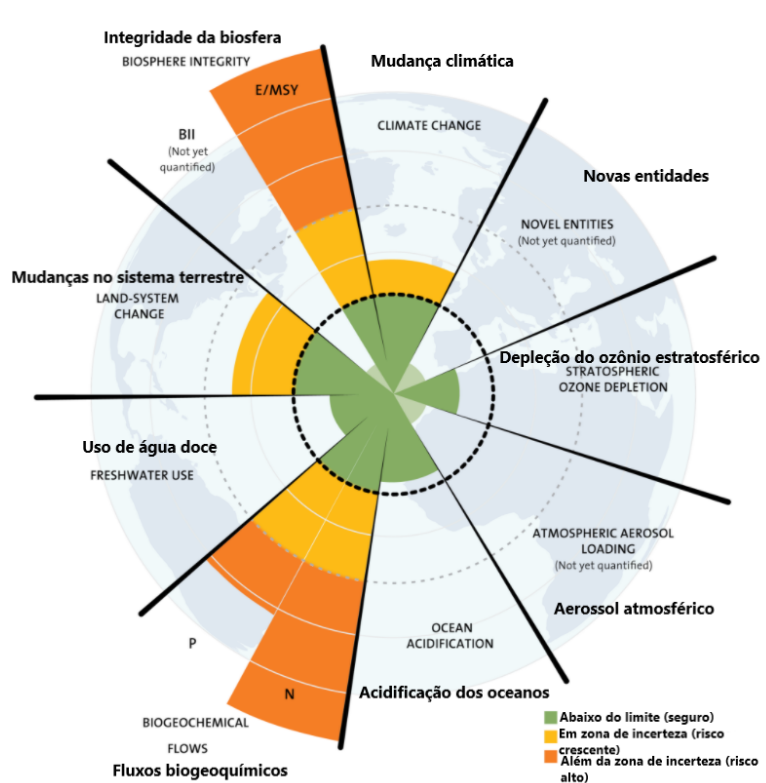 Integridade da biosfera
BIOSPHERE INTEGRITY
Mudança climática
E/MSY
CLIMATE CHANGE
BII
(Not yet
quantified)
Novas entidades
NOVEL ENTITIES
(Not yet quantified)
Mudanças no sistema terrestre
LAND-SYSTEM
CHANGE
Depleção do ozônio estratosférico
STRATOSPHERIC
OZONE DEPLETION
Uso de água doce
FRESHWATER USE
ATMOSPHERIC AEROSOL
LOADING
(Not yet quantified)
Aerossol atmosférico
P
OCEAN
ACIDIFICATION
N
Acidificação dos oceanos
BIOGEOCHEMICAL
FLOWS
Fluxos biogeoquímicos
Abaixo do limite (seguro)
Em zona de incerteza (risco
crescente)
Além da zona de incerteza (risco
alto)